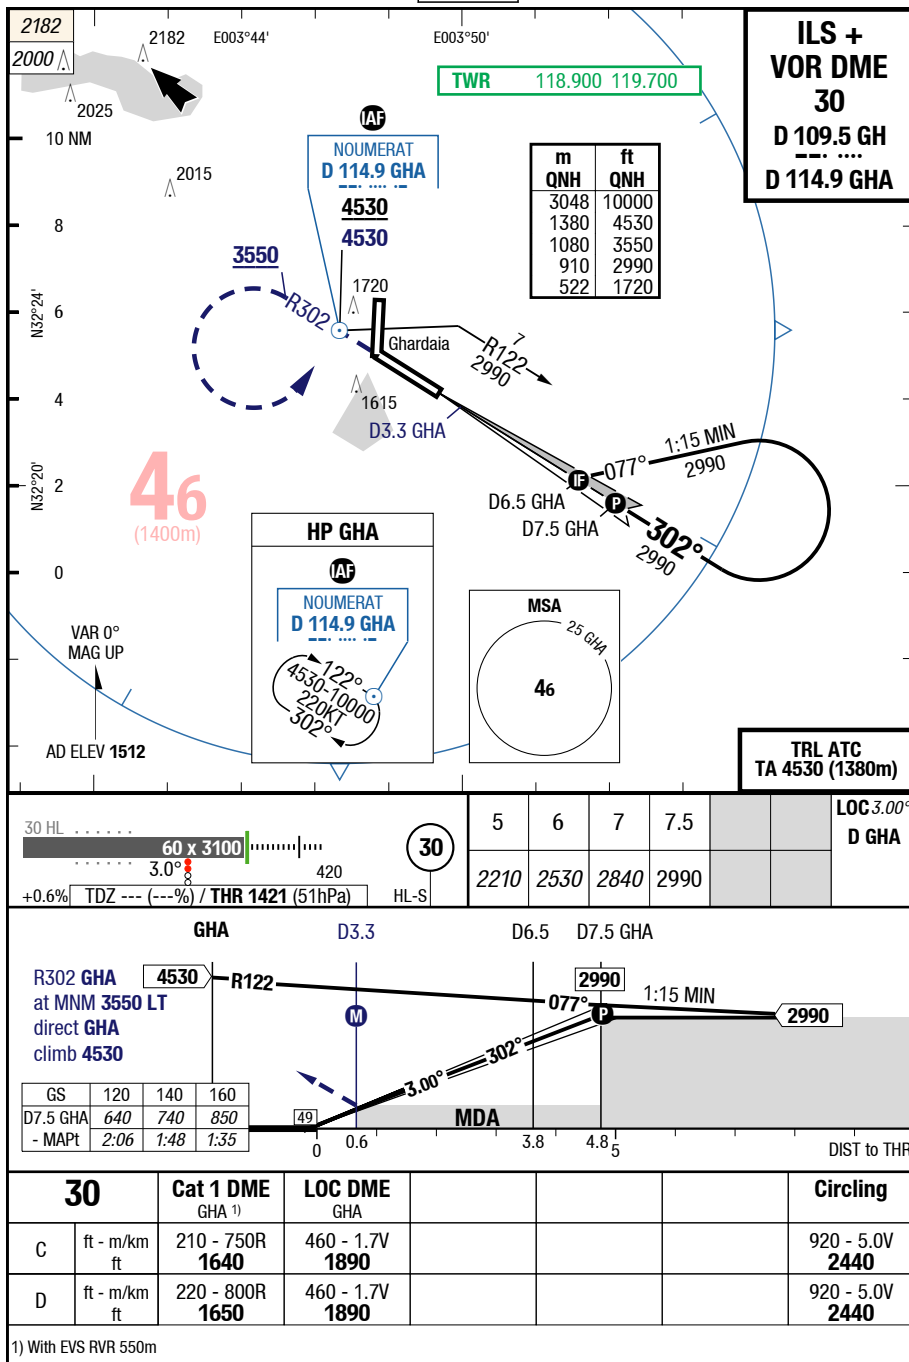 2182
2000
2182
2025
2015
E003°44'
E003°50'
TWR 118.900 119.700
ILS +
VOR DME
30
D 109.5 GH
D 114.9 GHA
IAF
NOUMERAT
D 114.9 GHA
4530
4530
m ft
QNH QNH
3048 10000
1380 4530
1080 3550
910 2990
522 1720
10 NM
8
6
4
2
0
N32°24'
N32°20'
3550
R302
1720
Ghardaia
7
R122
2990
1615
D3.3 GHA
1:15 MIN
077°
2990
IF
D6.5 GHA
P
D7.5 GHA
302°
2990
46
(1400m)
HP GHA
IAF
NOUMERAT
D 114.9 GHA
122°
4530-10000
220KT
302°
MSA
25 GHA
46
VAR 0°
MAG UP
AD ELEV 1512
TRL ATC
TA 4530 (1380m)
30 HL
60 x 3100
3.0°
420
+0.6%
TDZ --- (---%) / THR 1421 (51hPa)
30
HL-S
5 6 7 7.5
2210 2530 2840 2990
LOC 3.00°
D GHA
GHA
D3.3
D6.5
D7.5 GHA
R302 GHA
at MNM 3550 LT
direct GHA
climb 4530
4530
R122
2990
077°
1:15 MIN
2990
M
P
302°
3.00°
GS 120 140 160
D7.5 GHA 640 740 850
- MAPt 2:06 1:48 1:35
49
MDA
0
0.6
3.8
4.8
5
DIST to THR
30
Cat 1 DME
GHA 1)
LOC DME
GHA
Circling
C
ft - m/km
ft
210 - 750R
1640
460 - 1.7V
1890
920 - 5.0V
2440
D
ft - m/km
ft
220 - 800R
1650
460 - 1.7V
1890
920 - 5.0V
2440
1) With EVS RVR 550m